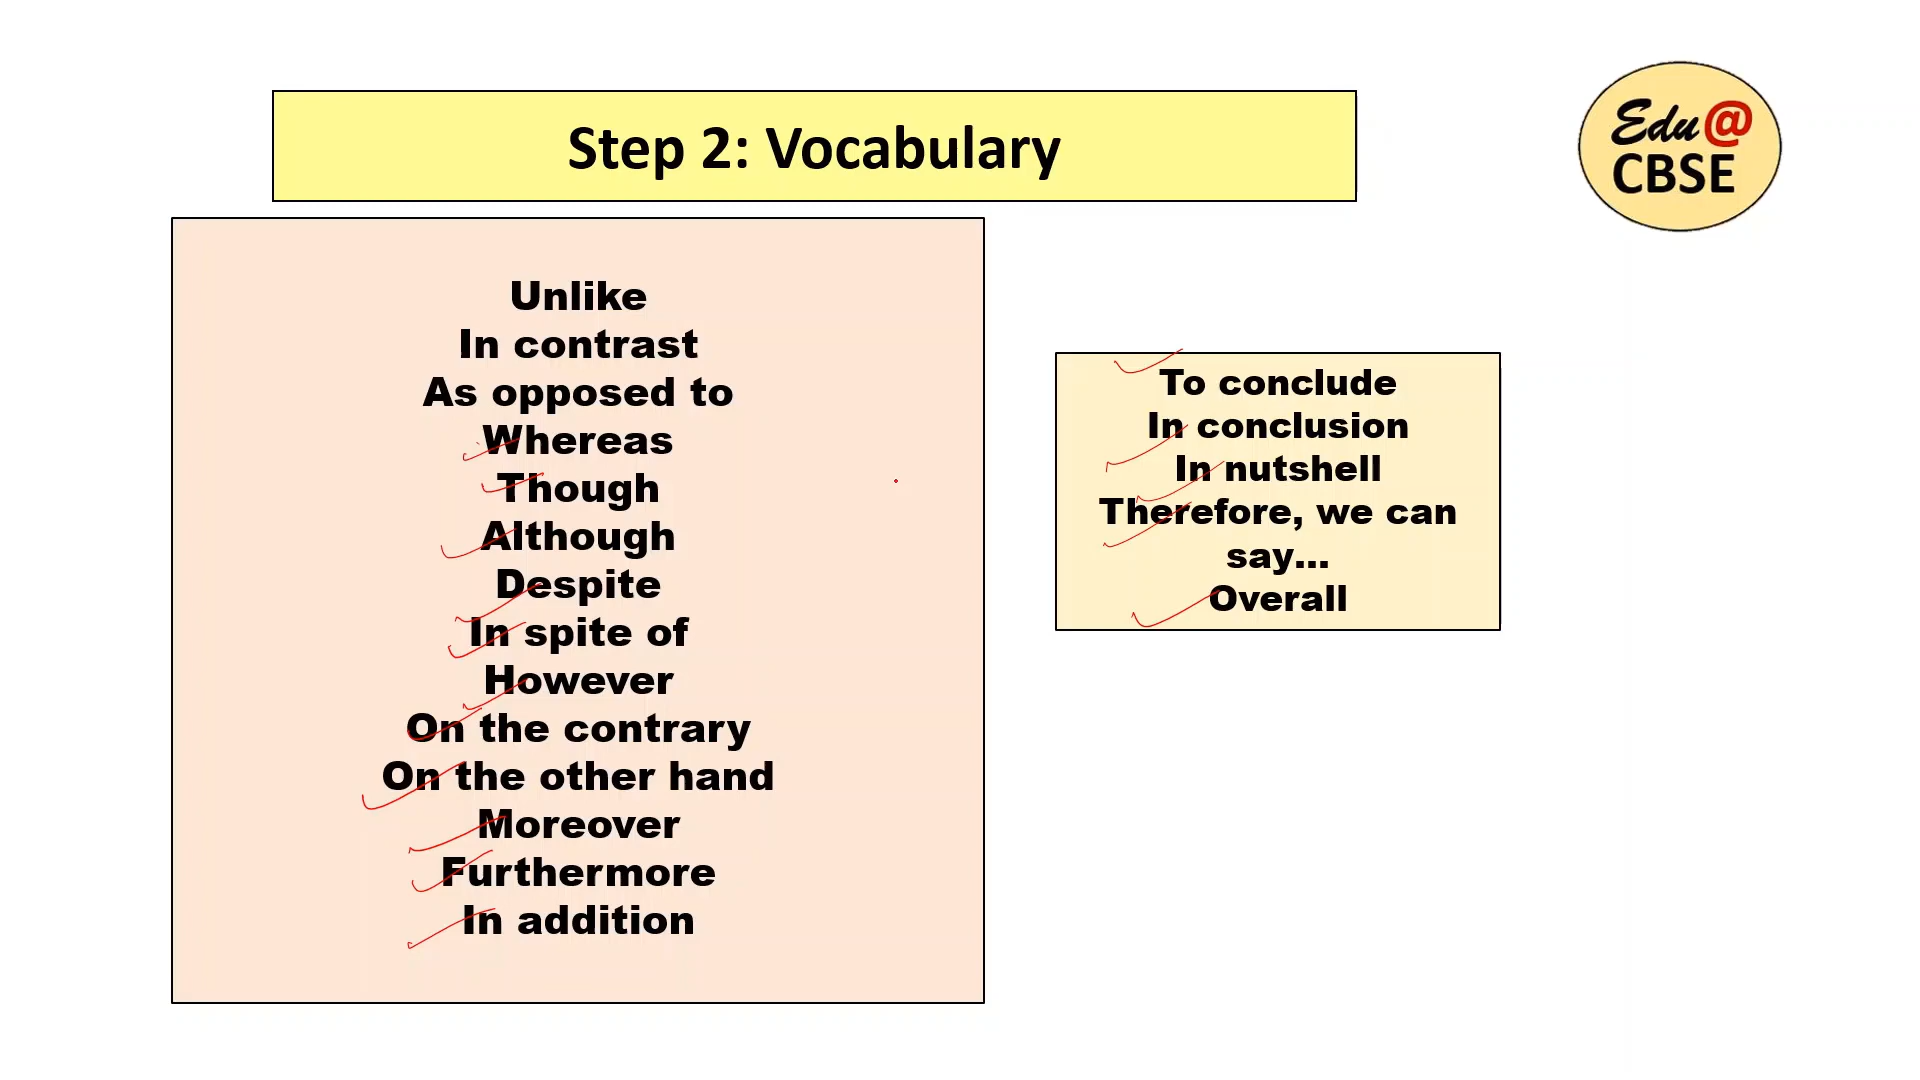 Step 2: Vocabulary
Edu@
CBSE
Unlike
In contrast
As opposed to
Whereas
Though
Although
Despite
In spite of
However
On the contrary
On the other hand
Moreover
Furthermore
In addition
To conclude
In conclusion
In nutshell
Therefore, we can
say...
Overall